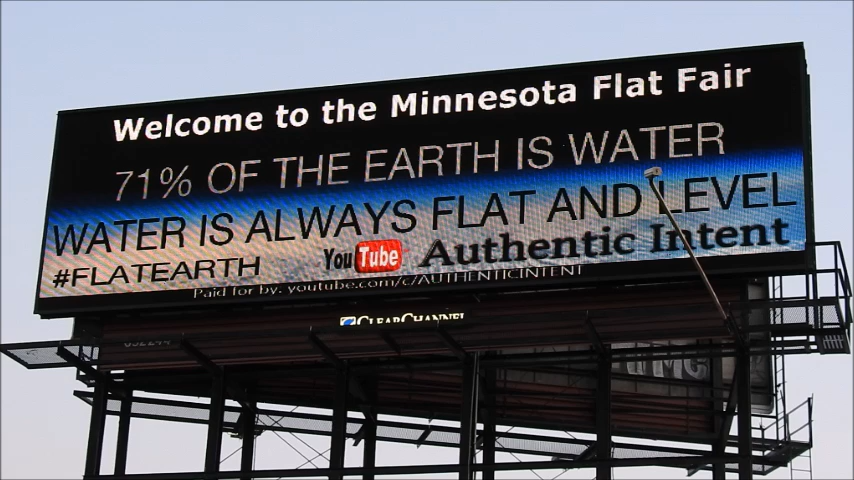 Welcome to the Minnesota Flat Fair
71% OF THE EARTH IS WATER
WATER IS ALWAYS FLAT AND LEVEL
#FLATEARTH YouTube Authentic Intent
Paid for by: youtube.com/c/AUTHENTICINTENT
CLEAR CHANNEL